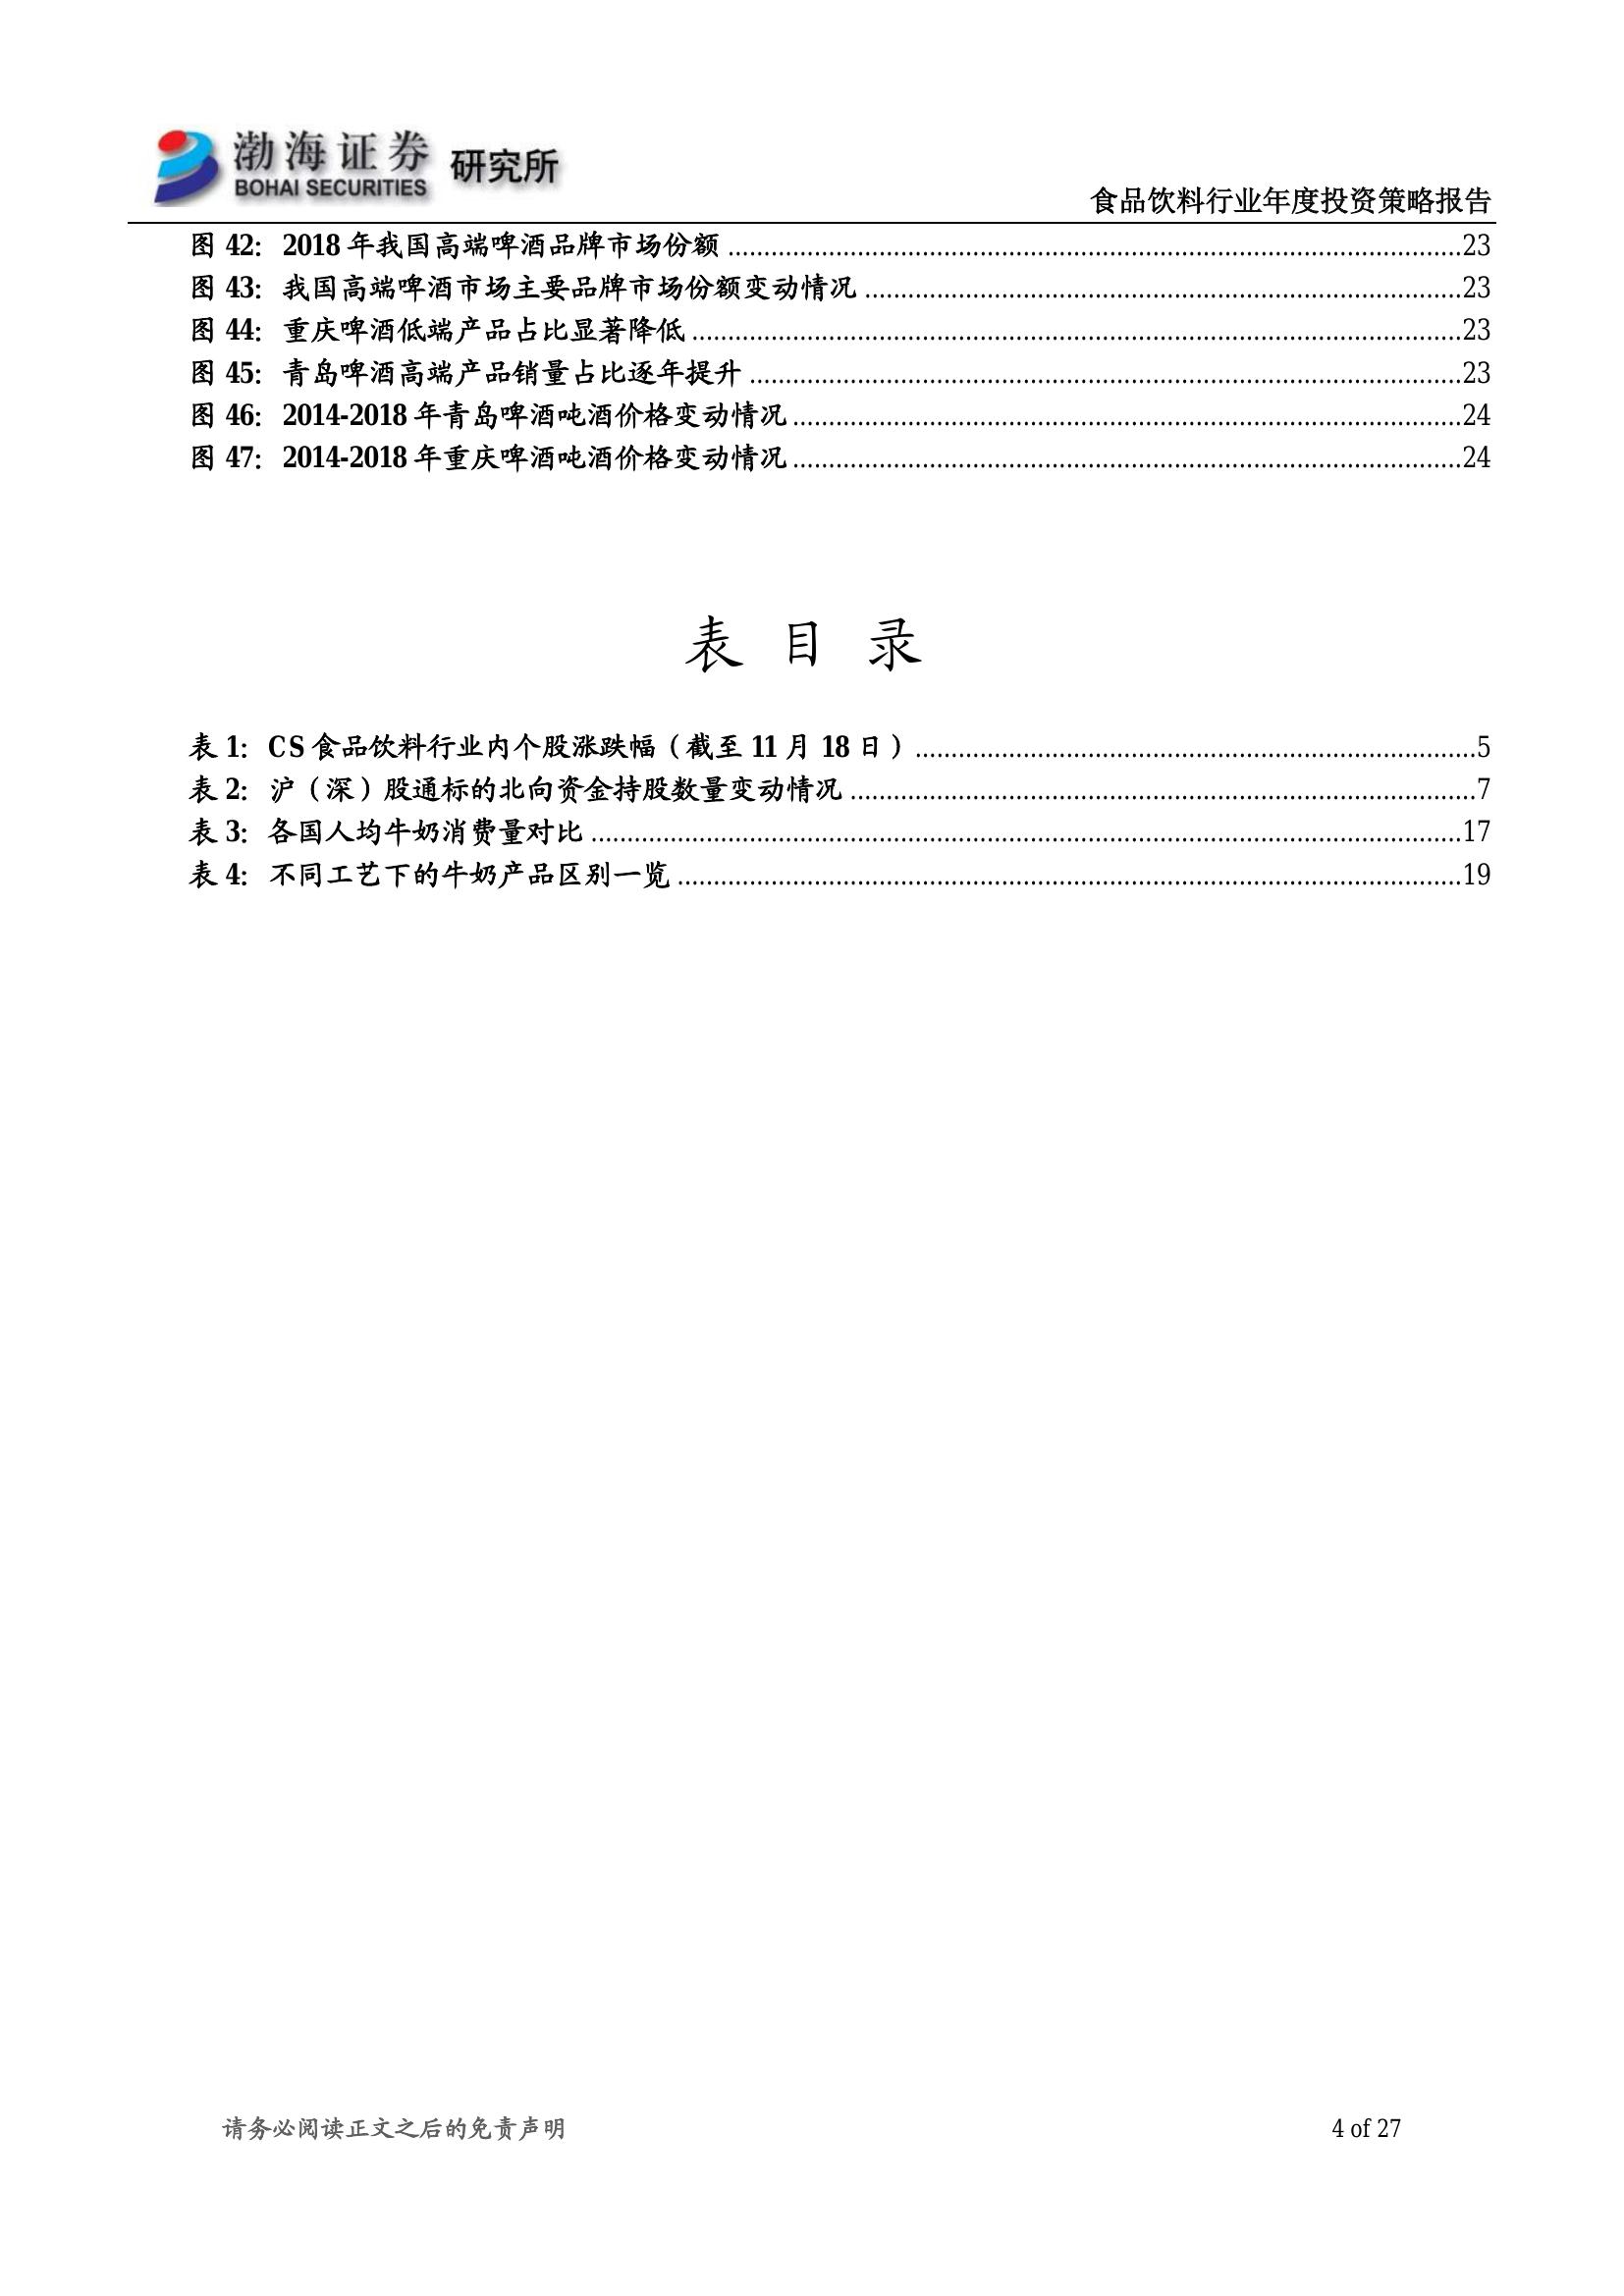 渤海证券 研究所
BOHAI SECURITIES
食品饮料行业年度投资策略报告
图 42: 2018 年我国高端啤酒品牌市场份额 ........................................23
图 43: 我国高端啤酒市场主要品牌市场份额变动情况 ........................................23
图 44: 重庆啤酒低端产品占比显著降低 ........................................23
图 45: 青岛啤酒高端产品销量占比逐年提升 ........................................23
图 46: 2014-2018 年青岛啤酒吨酒价格变动情况 ........................................24
图 47: 2014-2018 年重庆啤酒吨酒价格变动情况 ........................................24
表 目 录
表 1: CS 食品饮料行业内个股涨跌幅（截至 11 月 18 日）........................................5
表 2: 沪（深）股通标的北向资金持股数量变动情况 ........................................7
表 3: 各国人均牛奶消费量对比 ........................................17
表 4: 不同工艺下的牛奶产品区别一览 ........................................19
请务必阅读正文之后的免责声明
4 of 27